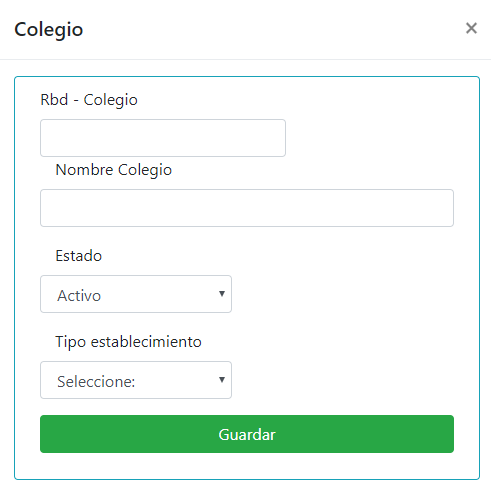 Colegio ×
Rbd - Colegio
Nombre Colegio
Estado
Activo
Tipo establecimiento
Seleccione:
Guardar